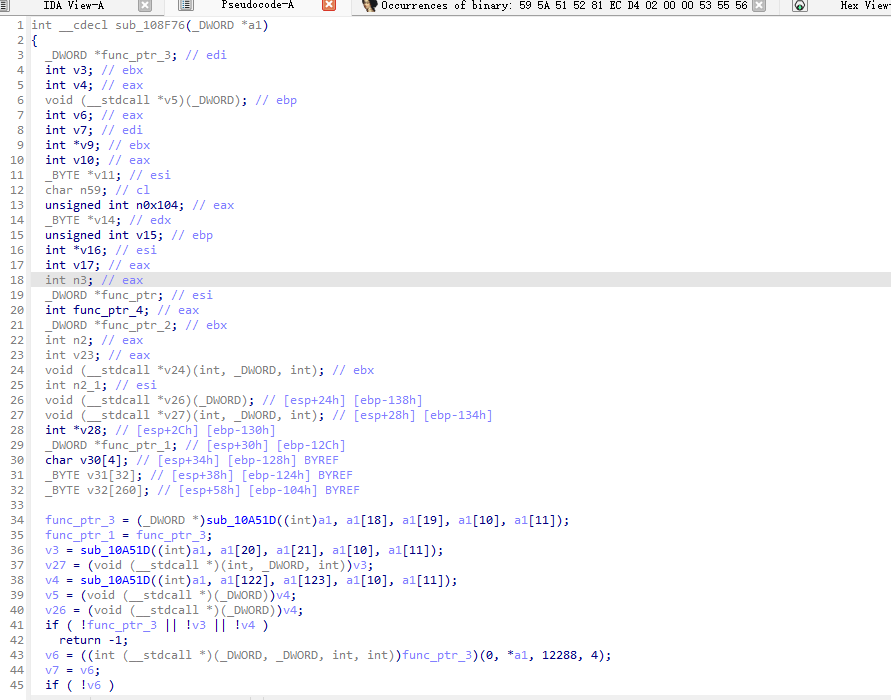 IDA View-A Pseudocode-A Occurrences of binary: 59 5A 51 52 81 EC D4 02 00 00 53 55 56 Hex View-
1 int __cdecl sub_108F76(_DWORD *a1)
2 {
3 _DWORD *func_ptr_3; // edi
4 int v3; // ebx
5 int v4; // eax
6 void (__stdcall *v5)(_DWORD); // ebp
7 int v6; // eax
8 int v7; // edi
9 int *v9; // ebx
10 int v10; // eax
11 _BYTE *v11; // esi
12 char n59; // cl
13 unsigned int n0x104; // eax
14 _BYTE *v14; // edx
15 unsigned int v15; // ebp
16 int *v16; // esi
17 int v17; // eax
18 int n3; // eax
19 _DWORD *func_ptr; // esi
20 int func_ptr_4; // eax
21 _DWORD *func_ptr_2; // ebx
22 int n2; // eax
23 int v23; // eax
24 void (__stdcall *v24)(int, _DWORD, int); // ebx
25 int n2_1; // esi
26 void (__stdcall *v26)(_DWORD); // [esp+24h] [ebp-138h]
27 void (__stdcall *v27)(int, _DWORD, int); // [esp+28h] [ebp-134h]
28 int *v28; // [esp+2Ch] [ebp-130h]
29 _DWORD *func_ptr_1; // [esp+30h] [ebp-12Ch]
30 char v30[4]; // [esp+34h] [ebp-128h] BYREF
31 _BYTE v31[32]; // [esp+38h] [ebp-124h] BYREF
32 _BYTE v32[260]; // [esp+58h] [ebp-104h] BYREF
33
34 func_ptr_3 = (_DWORD *)sub_10A51D((int)a1, a1[18], a1[19], a1[10], a1[11]);
35 func_ptr_1 = func_ptr_3;
36 v3 = sub_10A51D((int)a1, a1[20], a1[21], a1[10], a1[11]);
37 v27 = (void (__stdcall *)(int, _DWORD, int))v3;
38 v4 = sub_10A51D((int)a1, a1[122], a1[123], a1[10], a1[11]);
39 v5 = (void (__stdcall *)(_DWORD))v4;
40 v26 = (void (__stdcall *)(_DWORD))v4;
41 if ( !func_ptr_3 || !v3 || !v4 )
42 return -1;
43 v6 = ((int (__stdcall *)(_DWORD, _DWORD, int, int))func_ptr_3)(0, *a1, 12288, 4);
44 v7 = v6;
45 if ( !v6 )